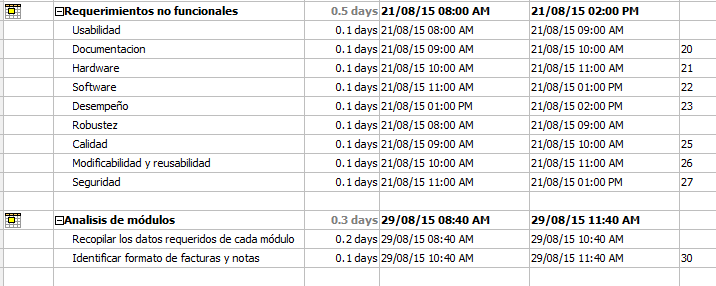 Requerimientos no funcionales 0.5 days 21/08/15 08:00 AM 21/08/15 02:00 PM
Usabilidad 0.1 days 21/08/15 08:00 AM 21/08/15 09:00 AM
Documentacion 0.1 days 21/08/15 09:00 AM 21/08/15 10:00 AM 20
Hardware 0.1 days 21/08/15 10:00 AM 21/08/15 11:00 AM 21
Software 0.1 days 21/08/15 11:00 AM 21/08/15 01:00 PM 22
Desempeño 0.1 days 21/08/15 01:00 PM 21/08/15 02:00 PM 23
Robustez 0.1 days 21/08/15 08:00 AM 21/08/15 09:00 AM
Calidad 0.1 days 21/08/15 09:00 AM 21/08/15 10:00 AM 25
Modificabilidad y reusabilidad 0.1 days 21/08/15 10:00 AM 21/08/15 11:00 AM 26
Seguridad 0.1 days 21/08/15 11:00 AM 21/08/15 01:00 PM 27
Analisis de módulos 0.3 days 29/08/15 08:40 AM 29/08/15 11:40 AM
Recopilar los datos requeridos de cada módulo 0.2 days 29/08/15 08:40 AM 29/08/15 10:40 AM
Identificar formato de facturas y notas 0.1 days 29/08/15 10:40 AM 29/08/15 11:40 AM 30